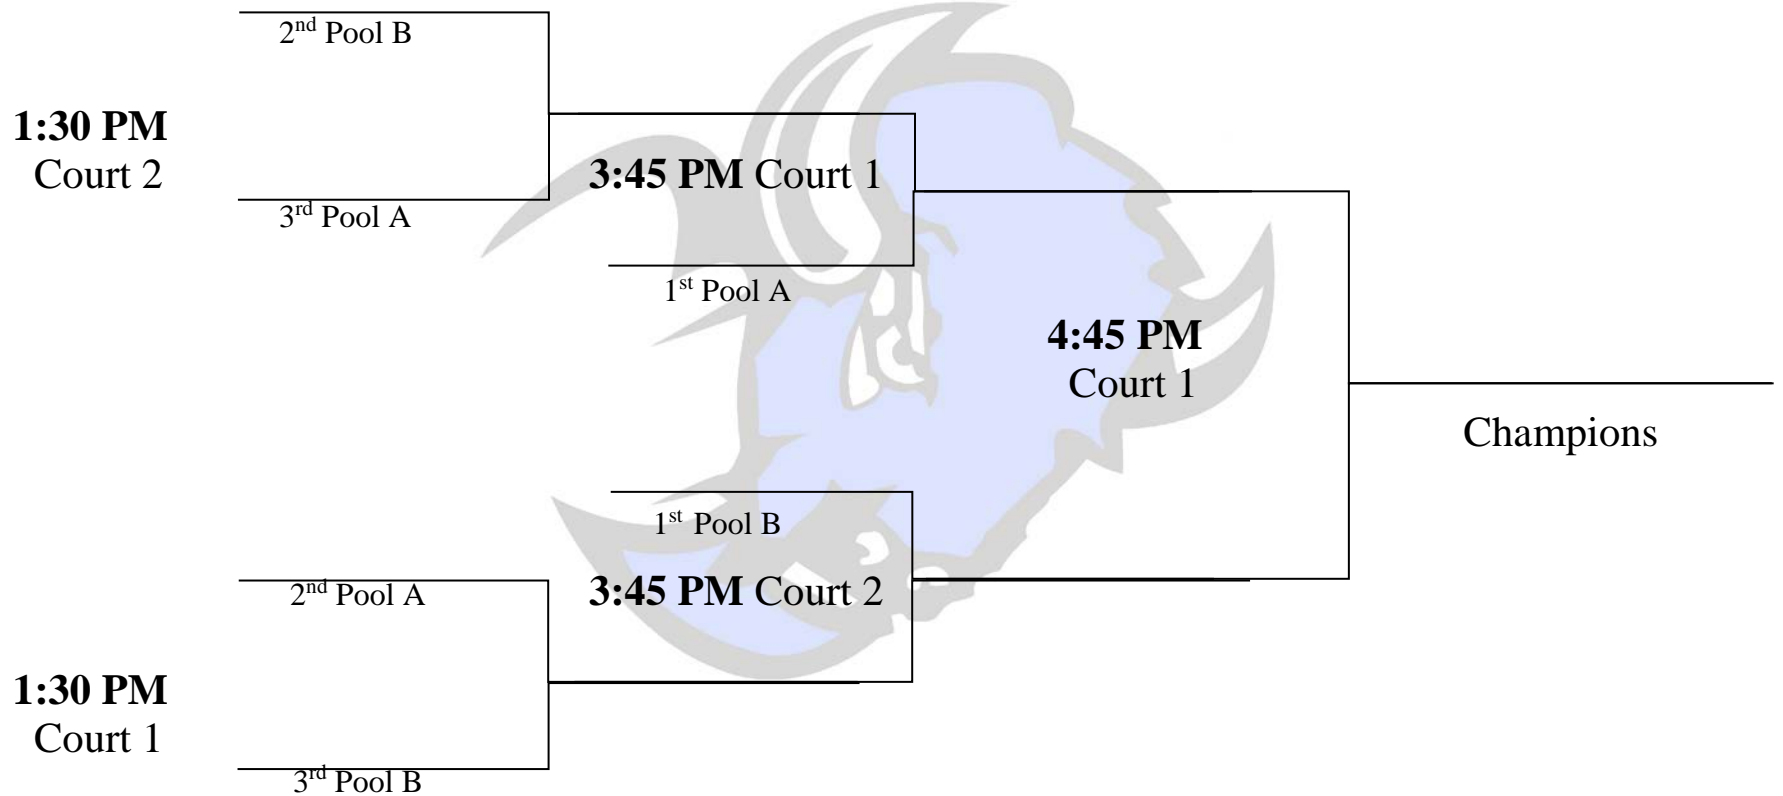 2nd Pool B
1:30 PM
Court 2
3rd Pool A
3:45 PM Court 1
1st Pool A
4:45 PM
Court 1
Champions
1st Pool B
3:45 PM Court 2
2nd Pool A
1:30 PM
Court 1
3rd Pool B